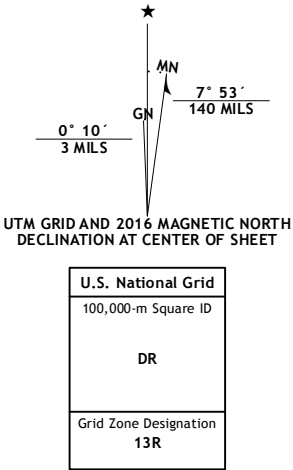 ★
MN
7° 53´
140 MILS
GN
0° 10´
3 MILS
UTM GRID AND 2016 MAGNETIC NORTH
DECLINATION AT CENTER OF SHEET
U.S. National Grid
100,000-m Square ID
DR
Grid Zone Designation
13R